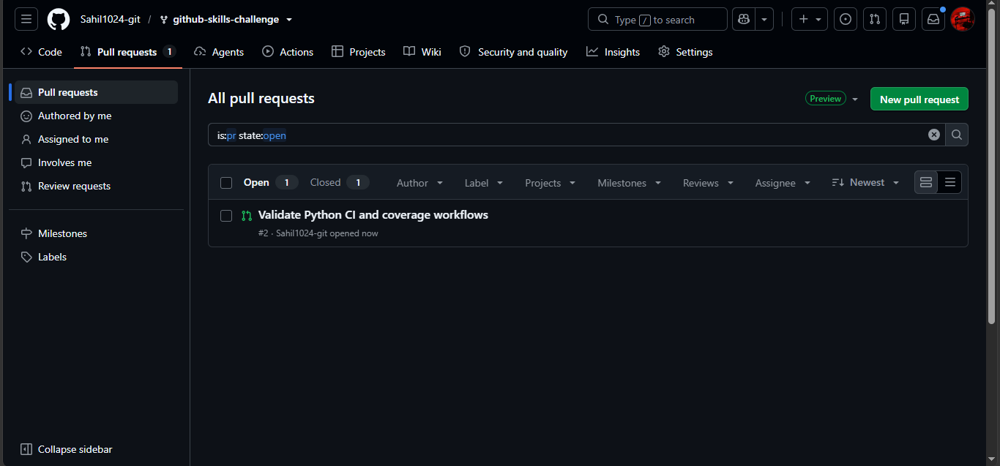 Sahil1024-git / github-skills-challenge
Type / to search
Code
Pull requests 1
Agents
Actions
Projects
Wiki
Security and quality
Insights
Settings
Pull requests
Authored by me
Assigned to me
Involves me
Review requests
Milestones
Labels
Collapse sidebar
All pull requests
Preview
New pull request
is:pr state:open
Open 1
Closed 1
Author
Label
Projects
Milestones
Reviews
Assignee
Newest
Validate Python CI and coverage workflows
#2 · Sahil1024-git opened now